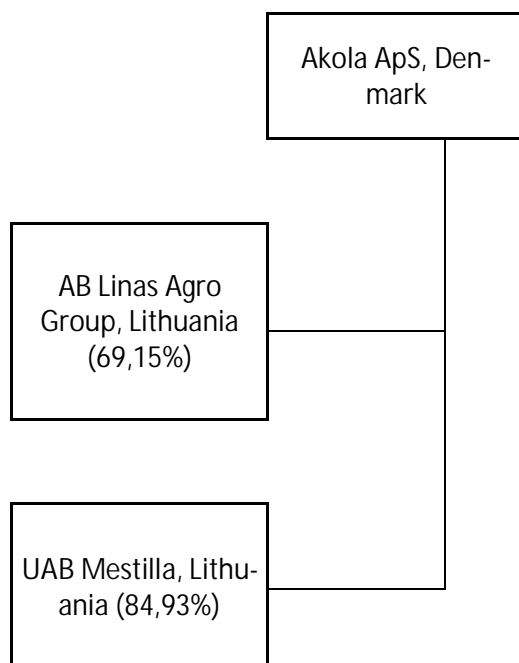 Akola ApS, Den-
mark
AB Linas Agro
Group, Lithuania
(69,15%)
UAB Mestilla, Lithu-
ania (84,93%)